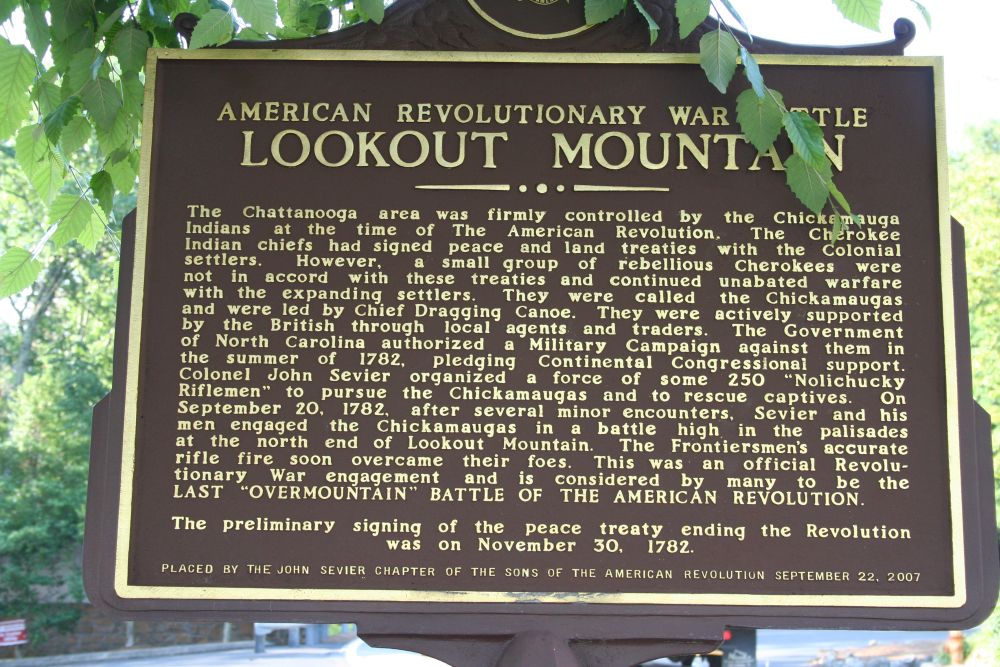 AMERICAN REVOLUTIONARY WAR BATTLE
LOOKOUT MOUNTAIN
The Chattanooga area was firmly controlled by the Chickamauga
Indians at the time of The American Revolution. The Cherokee
Indian chiefs had signed peace and land treaties with the Colonial
settlers. However, a small group of rebellious Cherokees were
not in accord with these treaties and continued unabated warfare
with the expanding settlers. They were called the Chickamaugas
and were led by Chief Dragging Canoe. They were actively supported
by the British through local agents and traders. The Government
of North Carolina authorized a Military Campaign against them in
the summer of 1782, pledging Continental Congressional support.
Colonel John Sevier organized a force of some 250 "Nolichucky
Riflemen" to pursue the Chickamaugas and to rescue captives. On
September 20, 1782, after several minor encounters, Sevier and his
men engaged the Chickamaugas in a battle high in the palisades
at the north end of Lookout Mountain. The Frontiersmen's accurate
rifle fire soon overcame their foes. This was an official Revolu-
tionary War engagement and is considered by many to be the
LAST "OVERMOUNTAIN" BATTLE OF THE AMERICAN REVOLUTION.
The preliminary signing of the peace treaty ending the Revolution
was on November 30, 1782.
PLACED BY THE JOHN SEVIER CHAPTER OF THE SONS OF THE AMERICAN REVOLUTION SEPTEMBER 22, 2007